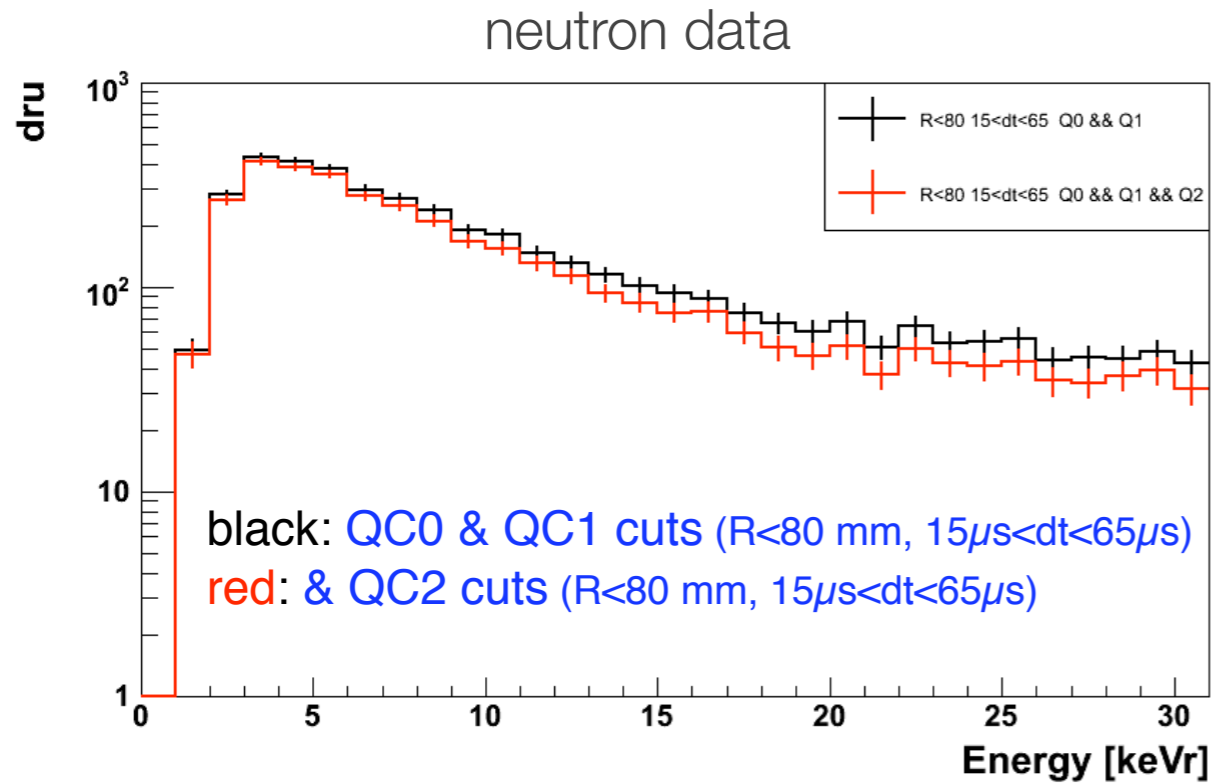 neutron data
dru
10³
10²
10
1
R<80 15<dt<65 Q0 && Q1
R<80 15<dt<65 Q0 && Q1 && Q2
black: QC0 & QC1 cuts (R<80 mm, 15µs<dt<65µs)
red: & QC2 cuts (R<80 mm, 15µs<dt<65µs)
0 5 10 15 20 25 30
Energy [keVr]